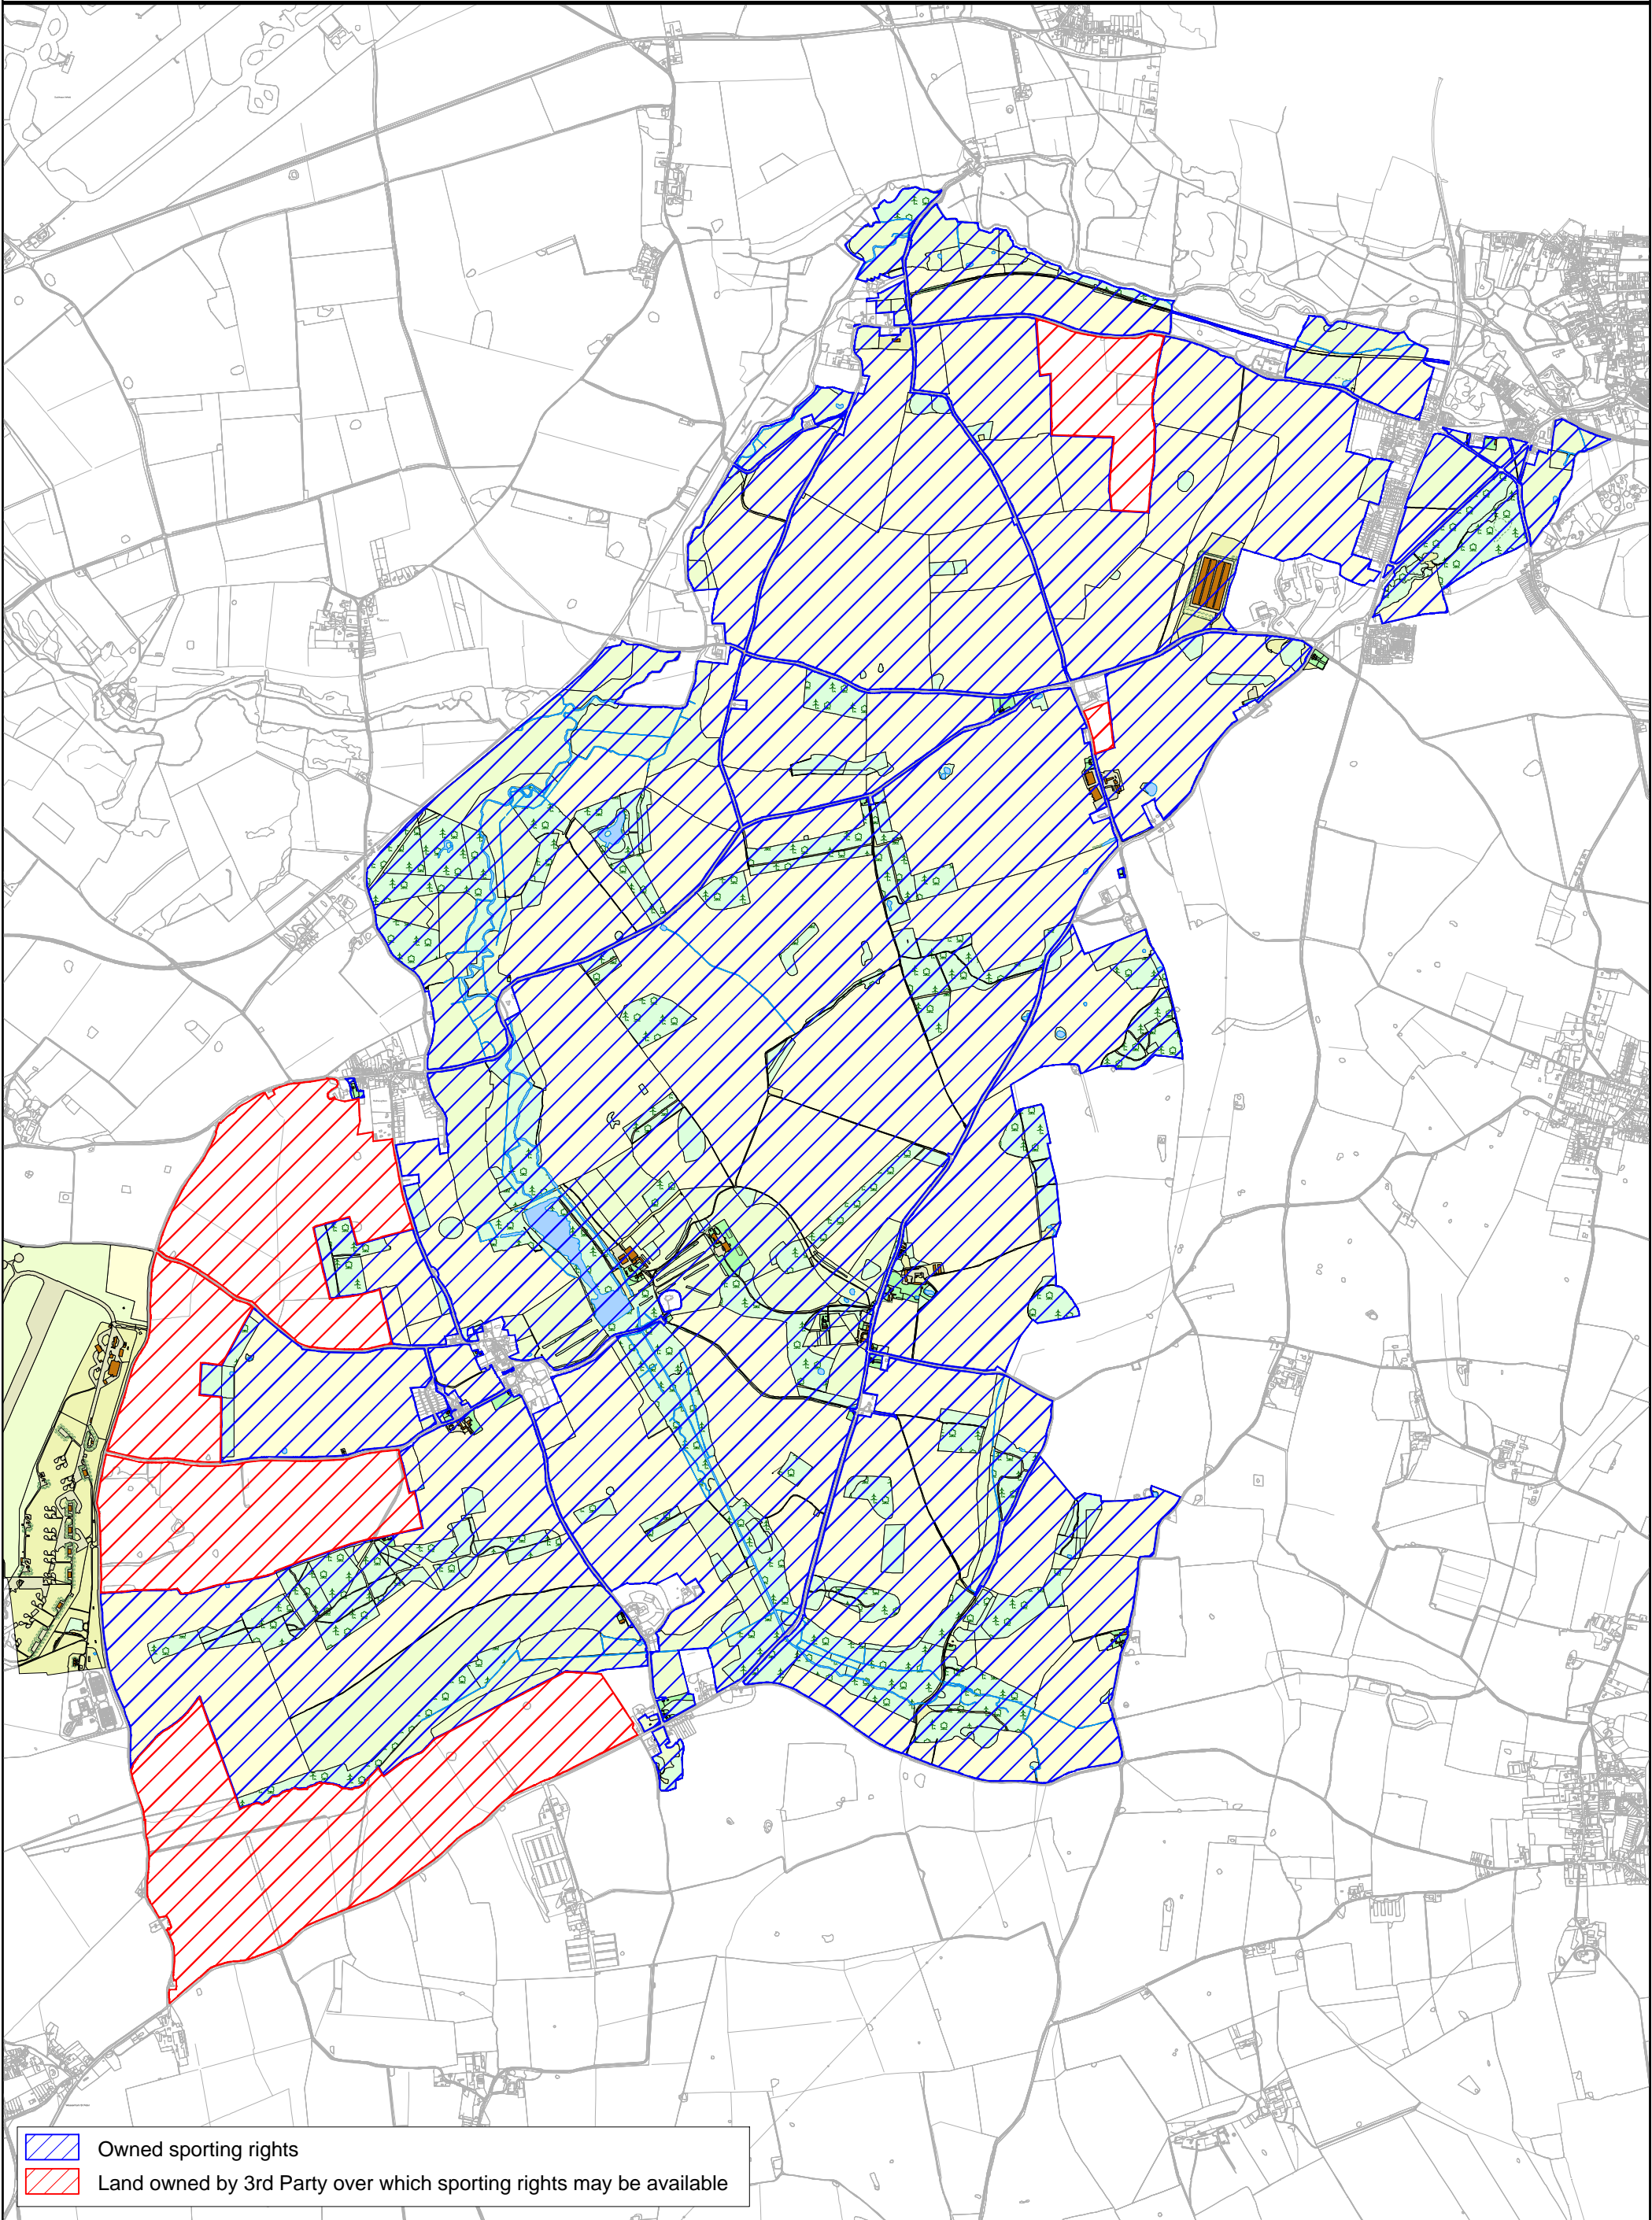 Owned sporting rights
Land owned by 3rd Party over which sporting rights may be available